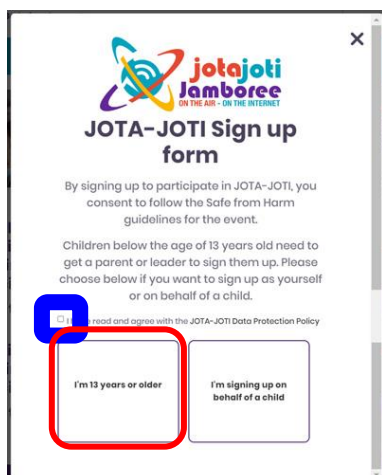 jotajoti
Jamboree
ON THE AIR - ON THE INTERNET
JOTA-JOTI Sign up
form
By signing up to participate in JOTA-JOTI, you
consent to follow the Safe from Harm
guidelines for the event.
Children below the age of 13 years old need to
get a parent or leader to sign them up. Please
choose below if you want to sign up as yourself
or on behalf of a child.
read and agree with the JOTA-JOTI Data Protection Policy
I'm 13 years or older
I'm signing up on
behalf of a child